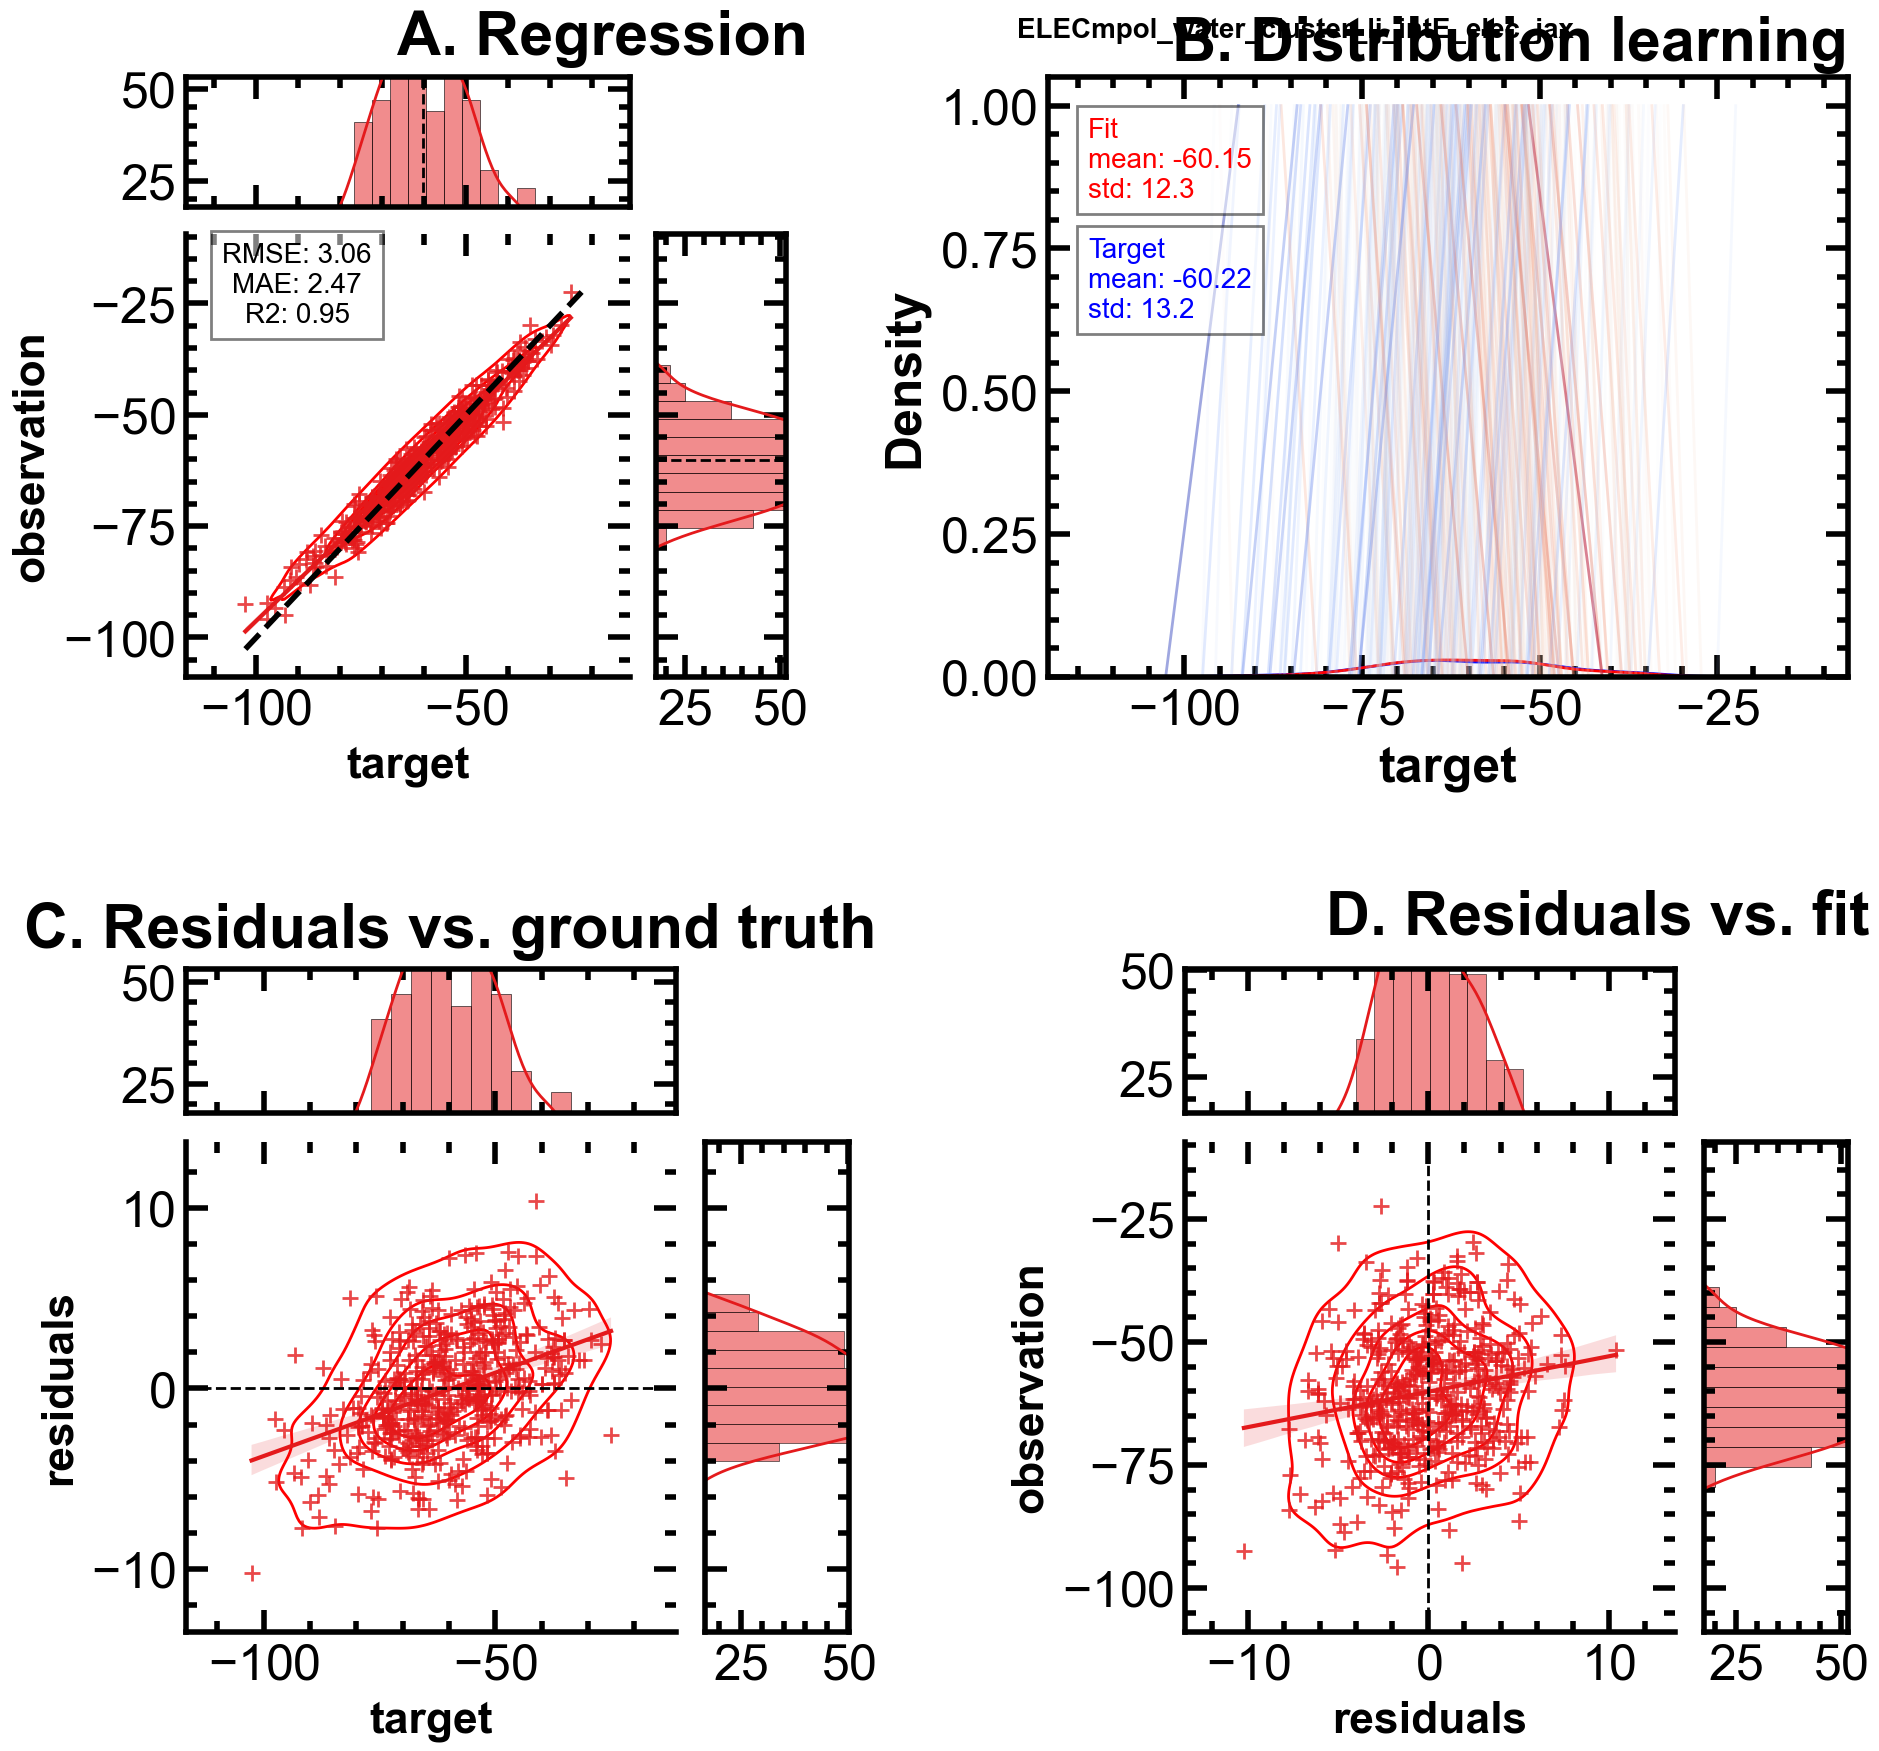 A. Regression
50
25
RMSE: 3.06
MAE: 2.47
R2: 0.95
−25
−50
−75
−100
observation
−100 −50
25 50
target
B. Distribution learning
1.00
0.75
0.50
0.25
0.00
Density
Fit
mean: -60.15
std: 12.3
Target
mean: -60.22
std: 13.2
−100 −75 −50 −25
target
C. Residuals vs. ground truth
50
25
10
0
−10
residuals
−100 −50
25 50
target
D. Residuals vs. fit
50
25
−25
−50
−75
−100
observation
−10 0 10
25 50
residuals